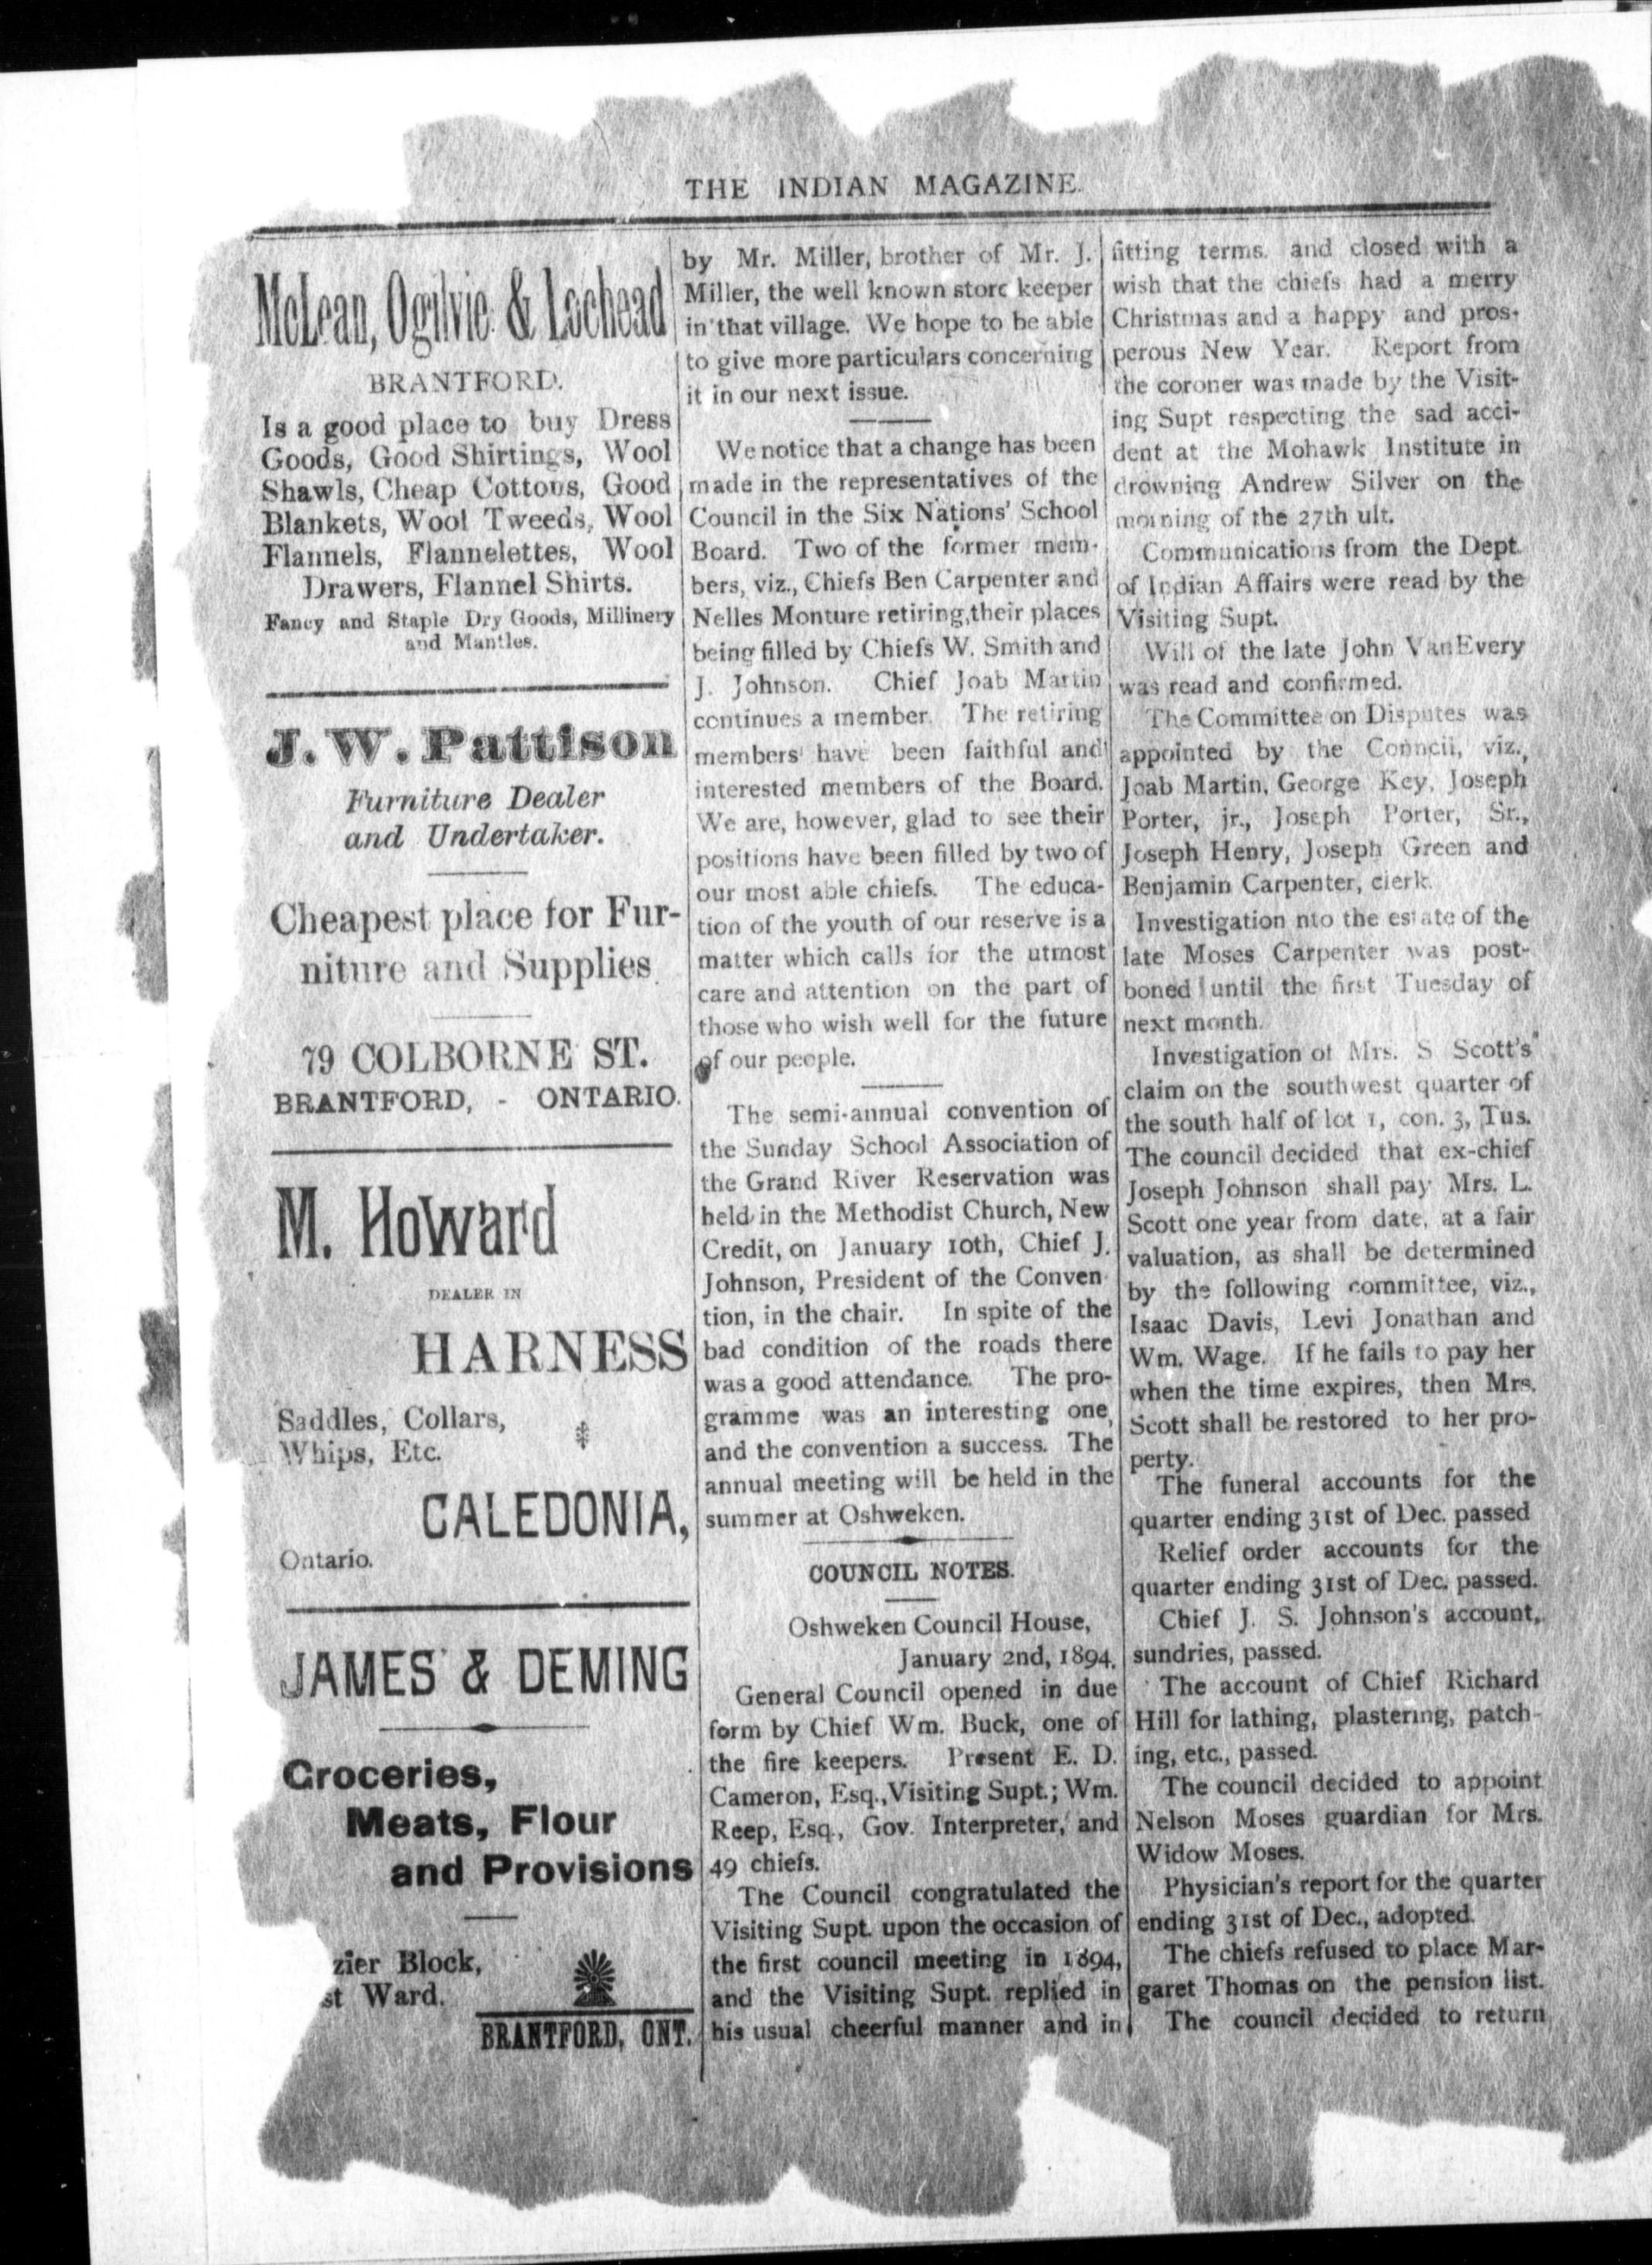 THE INDIAN MAGAZINE.
McLean, Ogilvie & Lochead
BRANTFORD.
Is a good place to buy Dress
Goods, Good Shirtings, Wool
Shawls, Cheap Cottons, Good
Blankets, Wool Tweeds, Wool
Flannels, Flannelettes, Wool
Drawers, Flannel Shirts.
Fancy and Staple Dry Goods, Millinery
and Mantles.
J. W. Pattison
Furniture Dealer
and Undertaker.
Cheapest place for Fur-
niture and Supplies
79 COLBORNE ST.
BRANTFORD, - ONTARIO.
M. Howard
DEALER IN
HARNESS
Saddles, Collars,
Whips, Etc.
CALEDONIA,
Ontario.
JAMES & DEMING
Groceries,
Meats, Flour
and Provisions
zier Block,
st Ward.
BRANTFORD, ONT.
by Mr. Miller, brother of Mr. J.
Miller, the well known store keeper
in that village. We hope to be able
to give more particulars concerning
it in our next issue.
We notice that a change has been
made in the representatives of the
Council in the Six Nations' School
Board. Two of the former mem-
bers, viz., Chiefs Ben Carpenter and
Nelles Monture retiring, their places
being filled by Chiefs W. Smith and
J. Johnson. Chief Joab Martin
continues a member. The retiring
members have been faithful and
interested members of the Board.
We are, however, glad to see their
positions have been filled by two of
our most able chiefs. The educa-
tion of the youth of our reserve is a
matter which calls for the utmost
care and attention on the part of
those who wish well for the future
of our people.
The semi-annual convention of
the Sunday School Association of
the Grand River Reservation was
held in the Methodist Church, New
Credit, on January 10th, Chief J.
Johnson, President of the Conven-
tion, in the chair. In spite of the
bad condition of the roads there
was a good attendance. The pro-
gramme was an interesting one,
and the convention a success. The
annual meeting will be held in the
summer at Oshweken.
COUNCIL NOTES.
Oshweken Council House,
January 2nd, 1894.
General Council opened in due
form by Chief Wm. Buck, one of
the fire keepers. Present E. D.
Cameron, Esq., Visiting Supt.; Wm.
Reep, Esq., Gov. Interpreter, and
49 chiefs.
The Council congratulated the
Visiting Supt. upon the occasion of
the first council meeting in 1894,
and the Visiting Supt. replied in
his usual cheerful manner and in
fitting terms. and closed with a
wish that the chiefs had a merry
Christmas and a happy and pros-
perous New Year. Report from
the coroner was made by the Visit-
ing Supt respecting the sad acci-
dent at the Mohawk Institute in
drowning Andrew Silver on the
morning of the 27th ult.
Communications from the Dept.
of Indian Affairs were read by the
Visiting Supt.
Will of the late John VanEvery
was read and confirmed.
The Committee on Disputes was
appointed by the Conncii, viz.,
Joab Martin, George Key, Joseph
Porter, jr., Joseph Porter, Sr.,
Joseph Henry, Joseph Green and
Benjamin Carpenter, clerk.
Investigation nto the estate of the
late Moses Carpenter was post-
boned until the first Tuesday of
next month.
Investigation of Mrs. S Scott's
claim on the southwest quarter of
the south half of lot 1, con. 3, Tus.
The council decided that ex-chief
Joseph Johnson shall pay Mrs. L.
Scott one year from date, at a fair
valuation, as shall be determined
by the following committee, viz.,
Isaac Davis, Levi Jonathan and
Wm. Wage. If he fails to pay her
when the time expires, then Mrs.
Scott shall be restored to her pro-
perty.
The funeral accounts for the
quarter ending 31st of Dec. passed
Relief order accounts for the
quarter ending 31st of Dec. passed.
Chief J. S. Johnson's account,
sundries, passed.
The account of Chief Richard
Hill for lathing, plastering, patch-
ing, etc., passed.
The council decided to appoint
Nelson Moses guardian for Mrs.
Widow Moses.
Physician's report for the quarter
ending 31st of Dec., adopted.
The chiefs refused to place Mar-
garet Thomas on the pension list.
The council decided to return